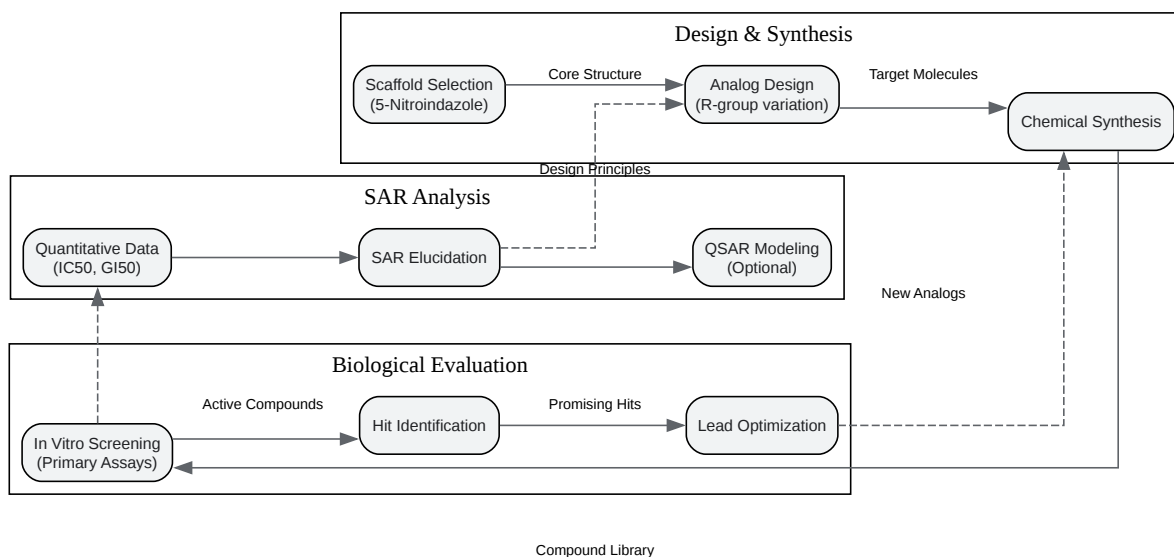 Design & Synthesis
Scaffold Selection
(5-Nitroindazole)
Core Structure
Analog Design
(R-group variation)
Target Molecules
Chemical Synthesis
Design Principles
SAR Analysis
Quantitative Data
(IC50, GI50)
SAR Elucidation
QSAR Modeling
(Optional)
New Analogs
Biological Evaluation
In Vitro Screening
(Primary Assays)
Active Compounds
Hit Identification
Promising Hits
Lead Optimization
Compound Library